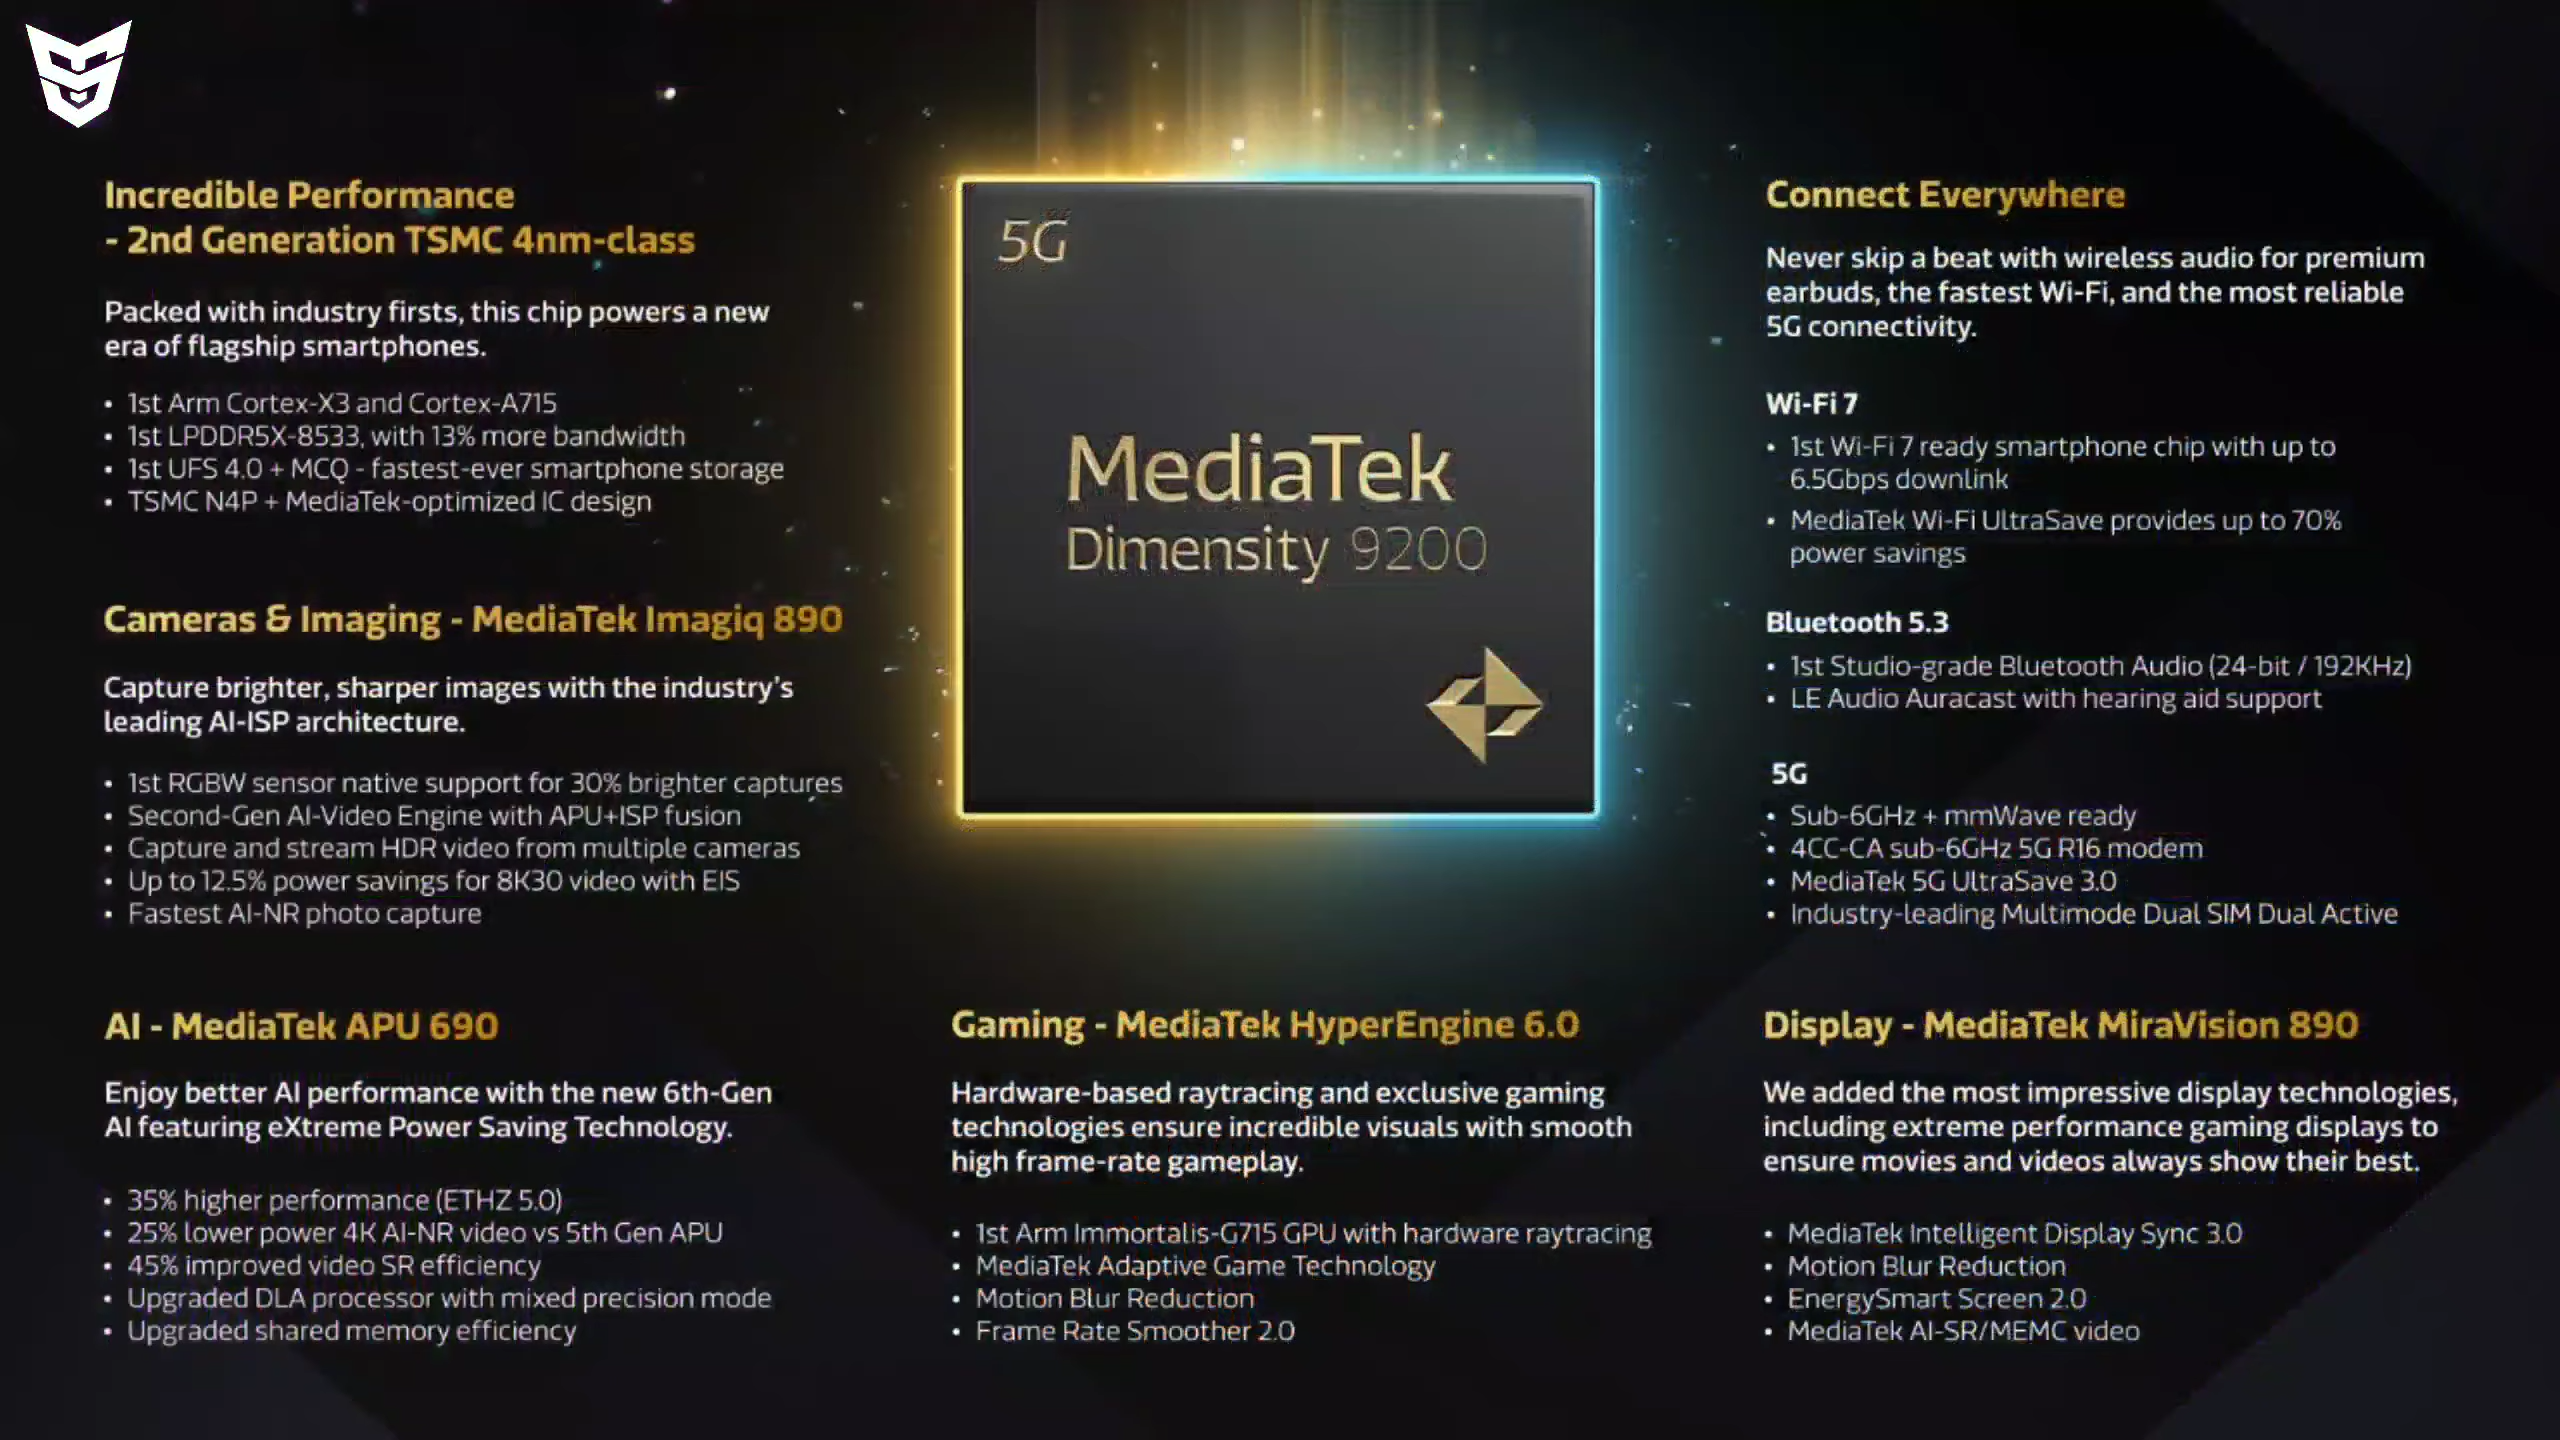 Incredible Performance
- 2nd Generation TSMC 4nm-class
Packed with industry firsts, this chip powers a new
era of flagship smartphones.
• 1st Arm Cortex-X3 and Cortex-A715
• 1st LPDDR5X-8533, with 13% more bandwidth
• 1st UFS 4.0 + MCQ - fastest-ever smartphone storage
• TSMC N4P + MediaTek-optimized IC design
Cameras & Imaging - MediaTek Imagiq 890
Capture brighter, sharper images with the industry's
leading AI-ISP architecture.
• 1st RGBW sensor native support for 30% brighter captures
• Second-Gen AI-Video Engine with APU+ISP fusion
• Capture and stream HDR video from multiple cameras
• Up to 12.5% power savings for 8K30 video with EIS
• Fastest AI-NR photo capture
AI - MediaTek APU 690
Enjoy better AI performance with the new 6th-Gen
AI featuring eXtreme Power Saving Technology.
• 35% higher performance (ETHZ 5.0)
• 25% lower power 4K AI-NR video vs 5th Gen APU
• 45% improved video SR efficiency
• Upgraded DLA processor with mixed precision mode
• Upgraded shared memory efficiency
5G
MediaTek
Dimensity 9200
Gaming - MediaTek HyperEngine 6.0
Hardware-based raytracing and exclusive gaming
technologies ensure incredible visuals with smooth
high frame-rate gameplay.
• 1st Arm Immortalis-G715 GPU with hardware raytracing
• MediaTek Adaptive Game Technology
• Motion Blur Reduction
• Frame Rate Smoother 2.0
Connect Everywhere
Never skip a beat with wireless audio for premium
earbuds, the fastest Wi-Fi, and the most reliable
5G connectivity.
Wi-Fi 7
• 1st Wi-Fi 7 ready smartphone chip with up to
6.5Gbps downlink
• MediaTek Wi-Fi UltraSave provides up to 70%
power savings
Bluetooth 5.3
• 1st Studio-grade Bluetooth Audio (24-bit / 192KHz)
• LE Audio Auracast with hearing aid support
5G
• Sub-6GHz + mmWave ready
• 4CC-CA sub-6GHz 5G R16 modem
• MediaTek 5G UltraSave 3.0
• Industry-leading Multimode Dual SIM Dual Active
Display - MediaTek MiraVision 890
We added the most impressive display technologies,
including extreme performance gaming displays to
ensure movies and videos always show their best.
• MediaTek Intelligent Display Sync 3.0
• Motion Blur Reduction
• EnergySmart Screen 2.0
• MediaTek AI-SR/MEMC video